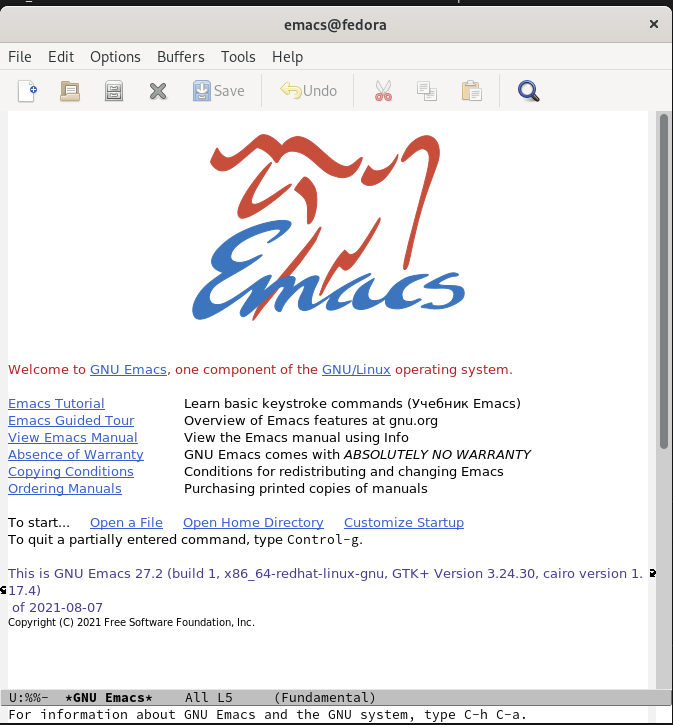 emacs@fedora
File Edit Options Buffers Tools Help
Save Undo
Emacs
Welcome to GNU Emacs, one component of the GNU/Linux operating system.
Emacs Tutorial Learn basic keystroke commands (Учебник Emacs)
Emacs Guided Tour Overview of Emacs features at gnu.org
View Emacs Manual View the Emacs manual using Info
Absence of Warranty GNU Emacs comes with ABSOLUTELY NO WARRANTY
Copying Conditions Conditions for redistributing and changing Emacs
Ordering Manuals Purchasing printed copies of manuals
To start... Open a File Open Home Directory Customize Startup
To quit a partially entered command, type Control-g.
This is GNU Emacs 27.2 (build 1, x86_64-redhat-linux-gnu, GTK+ Version 3.24.30, cairo version 1.
17.4)
of 2021-08-07
Copyright (C) 2021 Free Software Foundation, Inc.
U:%%- *GNU Emacs* All L5 (Fundamental)
For information about GNU Emacs and the GNU system, type C-h C-a.